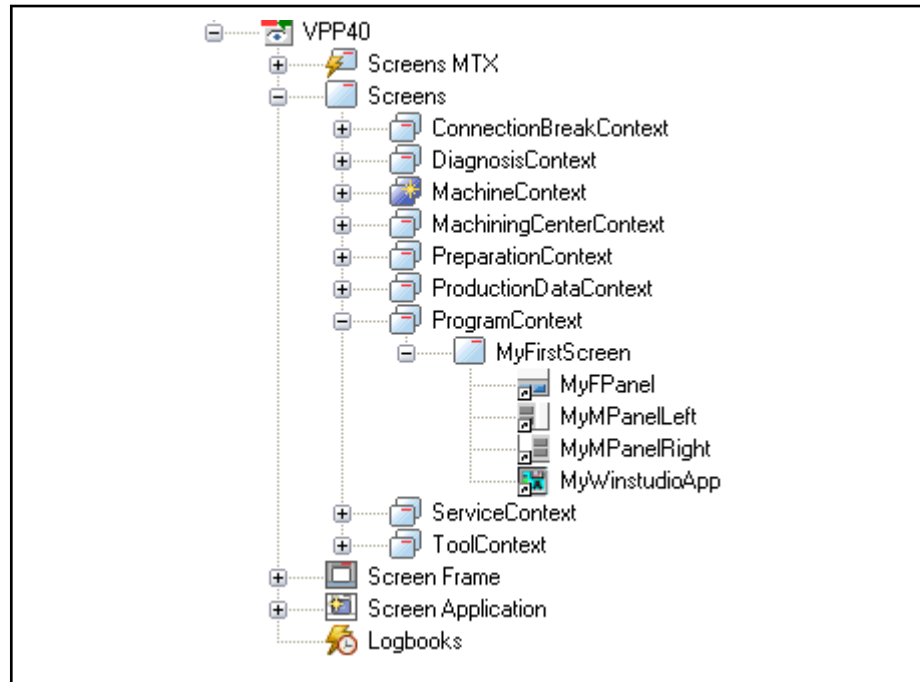 VPP40
Screens MTX
Screens
ConnectionBreakContext
DiagnosisContext
MachineContext
MachiningCenterContext
PreparationContext
ProductionDataContext
ProgramContext
MyFirstScreen
MyFPanel
MyMPanelLeft
MyMPanelRight
MyWinstudioApp
ServiceContext
ToolContext
Screen Frame
Screen Application
Logbooks